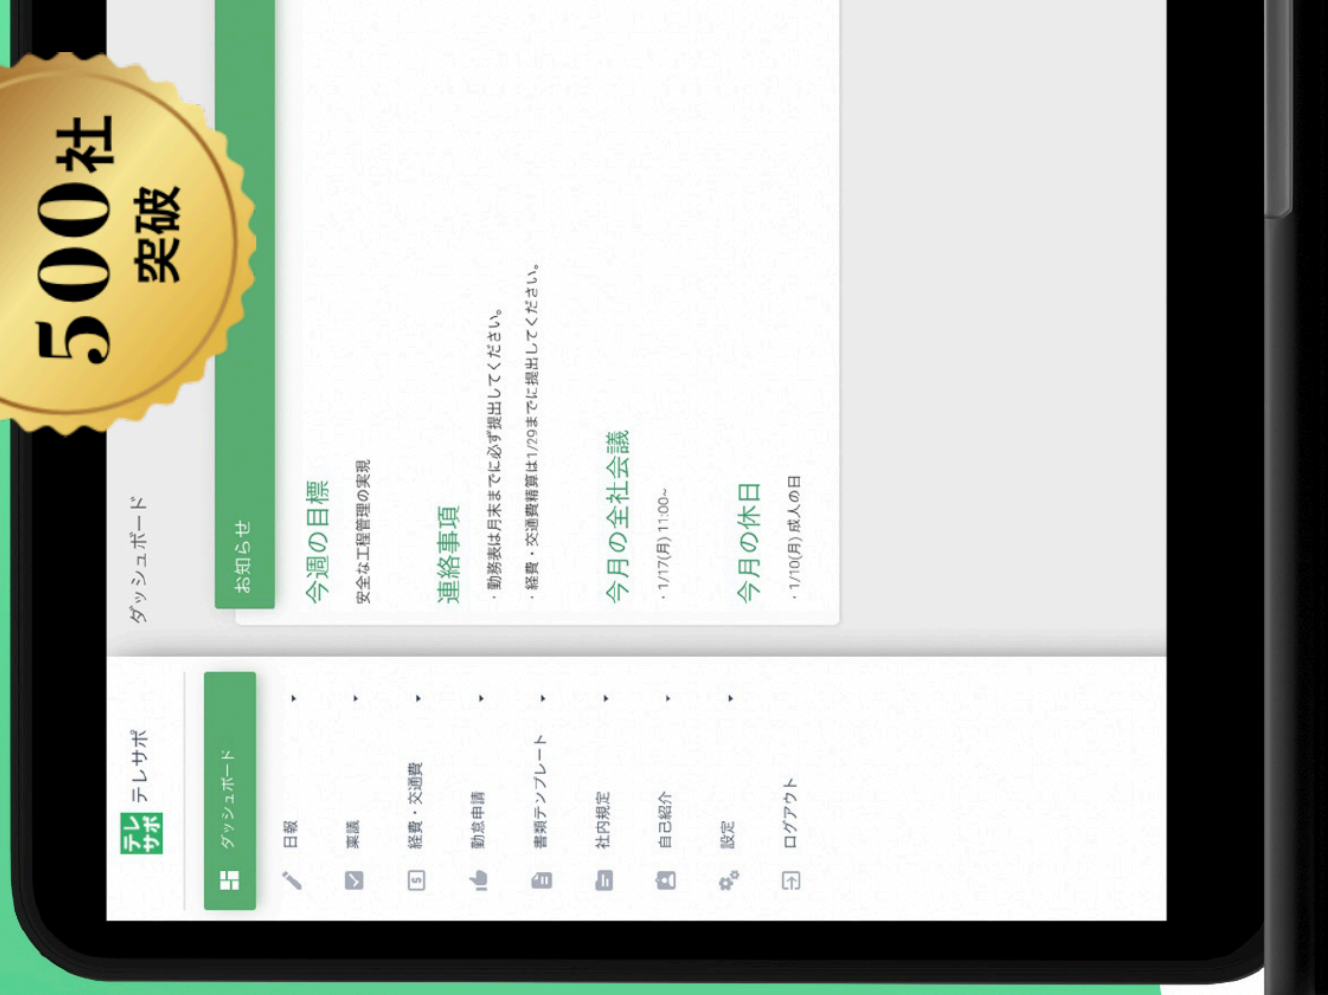 500社
突破
テレ
サポ
テレサポ
ダッシュボード
日報
稟議
経費・交通費
勤怠申請
書類テンプレート
社内規定
自己紹介
設定
ログアウト
ダッシュボード
お知らせ
今週の目標
安全な工程管理の実現
連絡事項
・勤務表は月末までに必ず提出してください。
・経費・交通費精算は1/29までに提出してください。
今月の全社会議
・1/17(月) 11:00~
今月の休日
・1/10(月) 成人の日